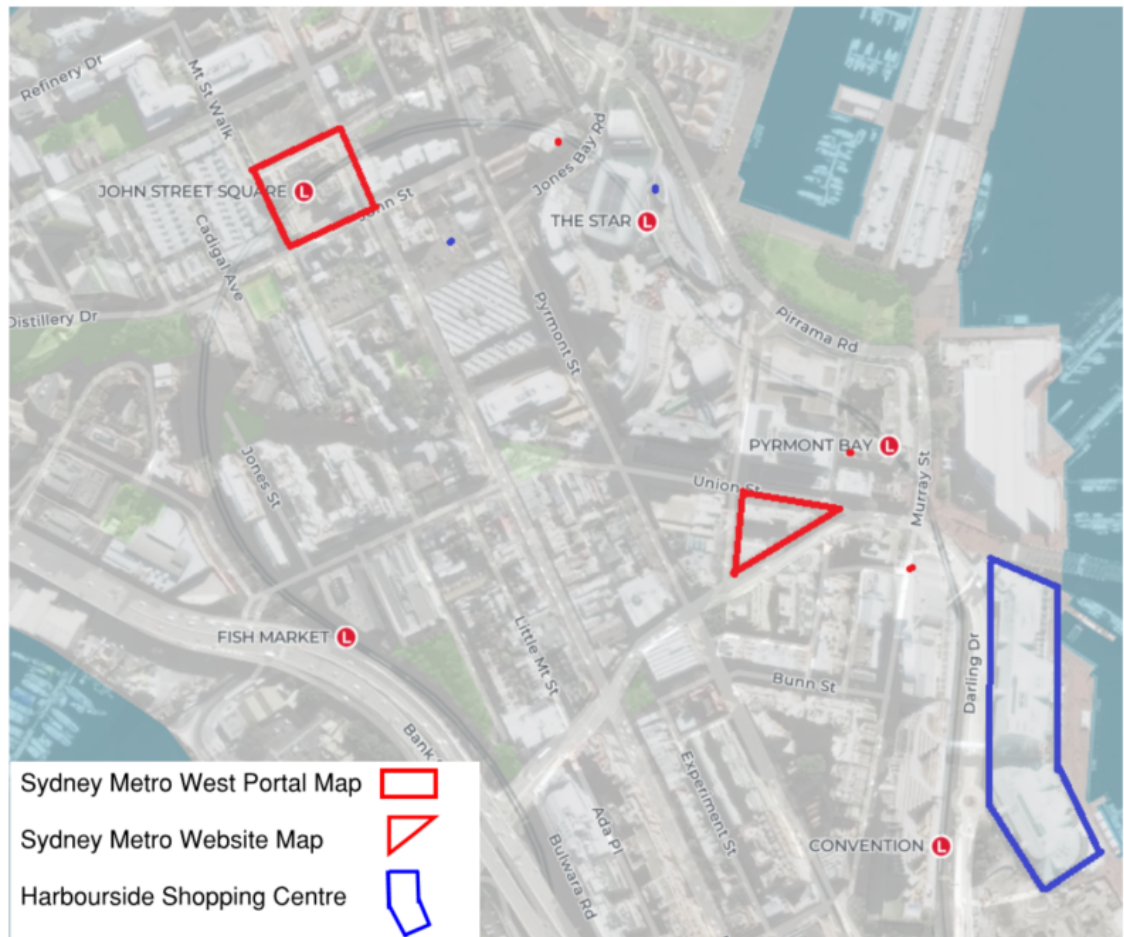 Refinery Dr
Mt St Walk
Jones Bay Rd
JOHN STREET SQUARE L
John St
THE STAR L
Cadigal Ave
Distillery Dr
Pyrmont St
Pirrama Rd
PYRMONT BAY L
Jones St
Union St
Murray St
FISH MARKET L
Little Mt St
Bunn St
Darling Dr
Bank
Experiment St
Ada Pl
CONVENTION L
Bulwara Rd
Sydney Metro West Portal Map
Sydney Metro Website Map
Harbourside Shopping Centre